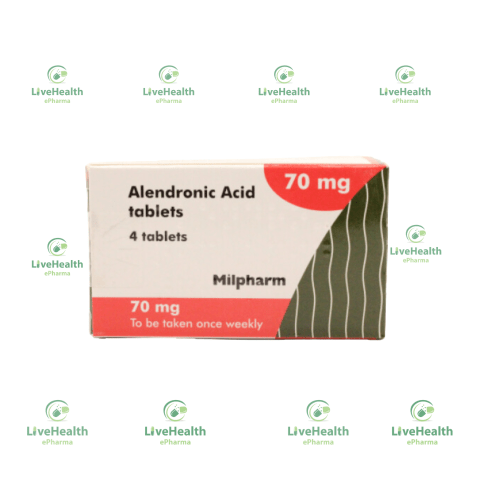 LiveHealth
ePharma
LiveHealth
ePharma
LiveHealth
ePharma
LiveHealth
ePharma
70 mg
Alendronic Acid
tablets
4 tablets
Milpharm
70 mg
To be taken once weekly
LiveHealth
ePharma
LiveHealth
ePharma
LiveHealth
ePharma
LiveHealth
ePharma
LiveHealth
ePharma
LiveHealth
ePharma